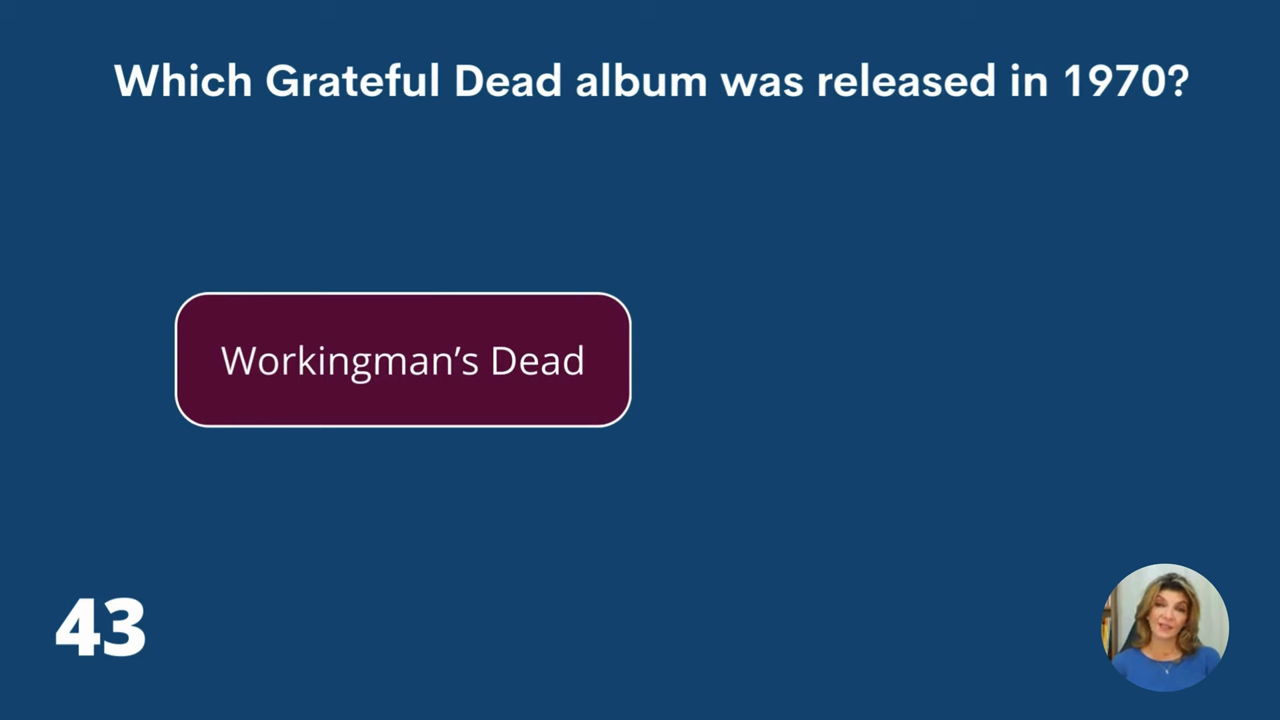 Which Grateful Dead album was released in 1970?
Workingman’s Dead
43